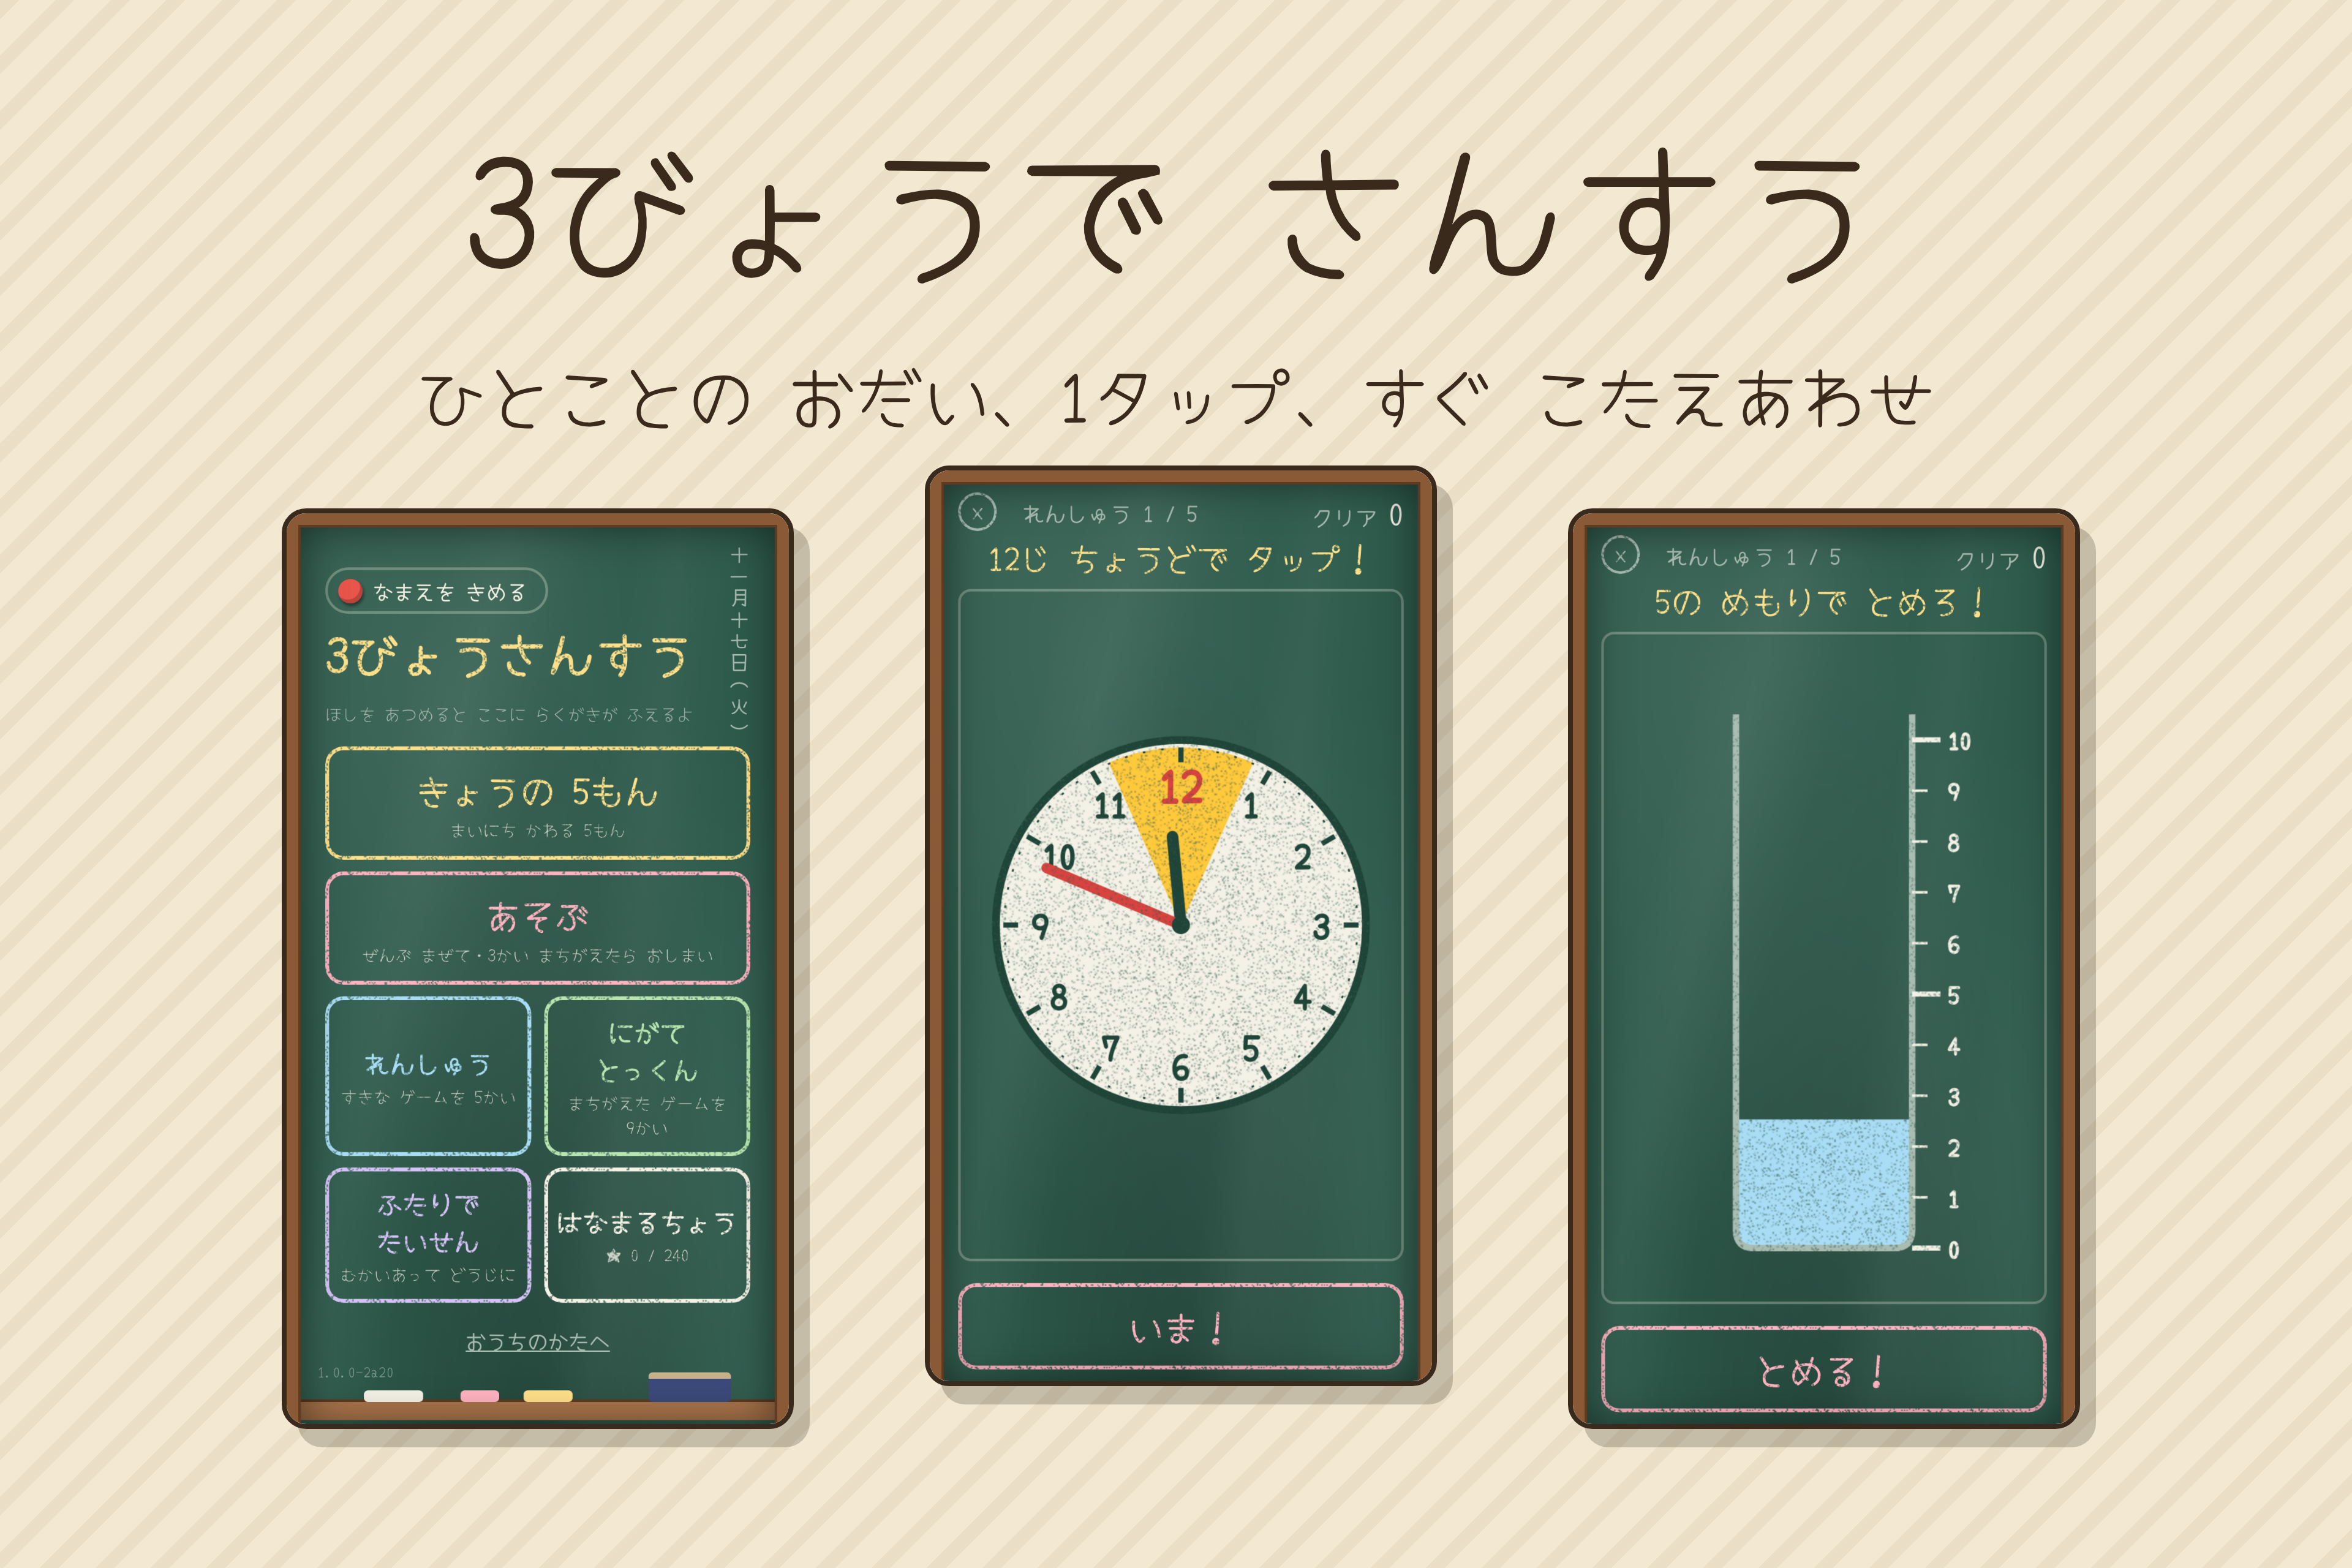 3びょうで さんすう
ひとことの おだい、1タップ、すぐ こたえあわせ
なまえを きめる
十一月十七日(火)
3びょうさんすう
ほしを あつめると ここに らくがきが ふえるよ
きょうの 5もん
まいにち かわる 5もん
あそぶ
ぜんぶ まぜて・3かい まちがえたら おしまい
れんしゅう
すきな ゲームを 5かい
にがて
とっくん
まちがえた ゲームを
9かい
ふたりで
たいせん
むかいあって どうじに
はなまるちょう
★ 0 / 240
おうちのかたへ
1.0.0-2a20
× れんしゅう 1 / 5 クリア 0
12じ ちょうどで タップ!
12
1
2
3
4
5
6
7
8
9
10
11
いま!
× れんしゅう 1 / 5 クリア 0
5の めもりで とめろ!
10
9
8
7
6
5
4
3
2
1
0
とめる!